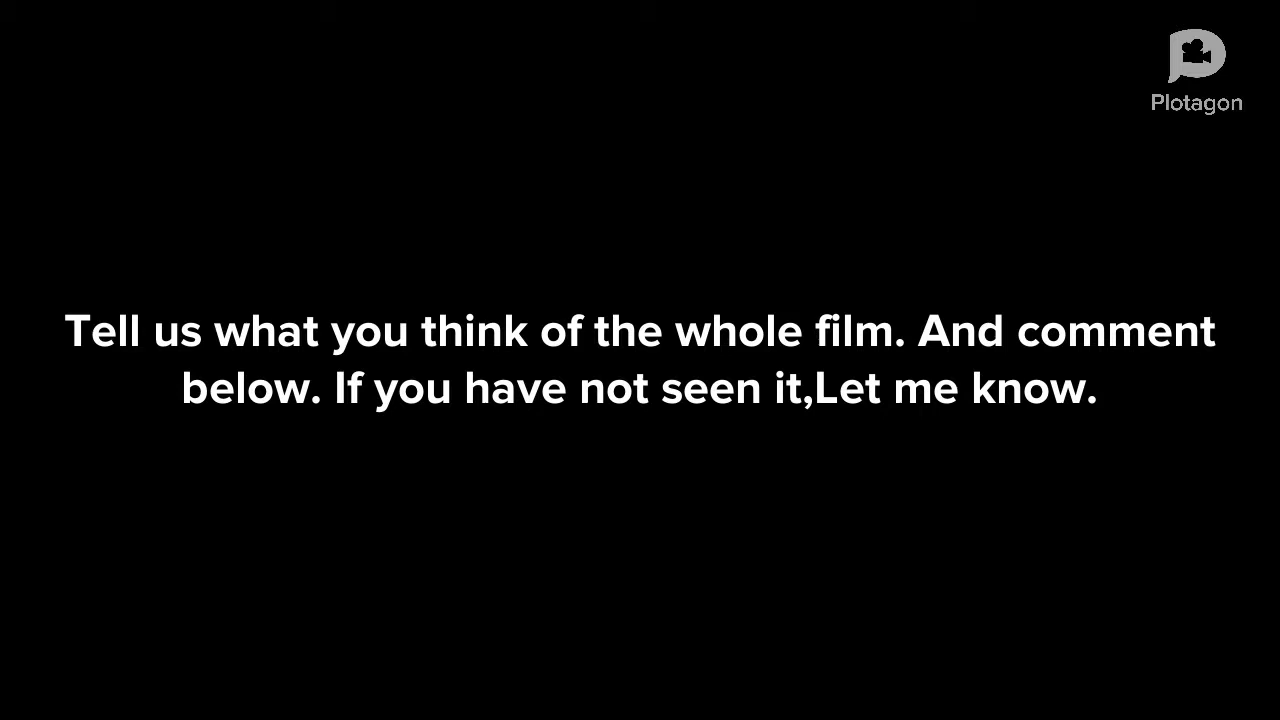 Plotagon
Tell us what you think of the whole film. And comment
below. If you have not seen it,Let me know.